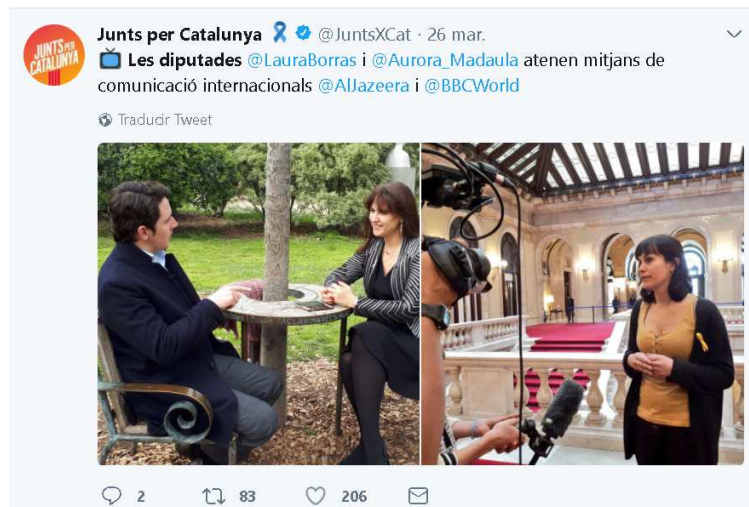 Junts per Catalunya @JuntsXCat · 26 mar.
Les diputades @LauraBorras i @Aurora_Madaula atenen mitjans de
comunicació internacionals @AlJazeera i @BBCWorld
Traducir Tweet
JUNTS PER
CATALUNYA
2 83 206